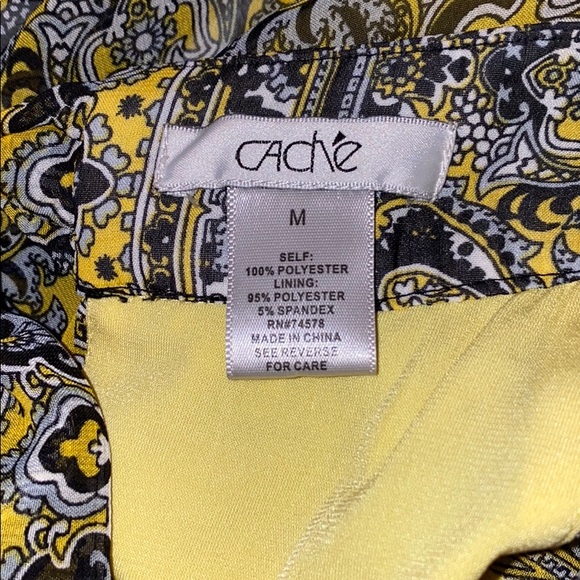 CACHÉ
M
SELF:
100% POLYESTER
LINING:
95% POLYESTER
5% SPANDEX
RN#74578
MADE IN CHINA
SEE REVERSE
FOR CARE